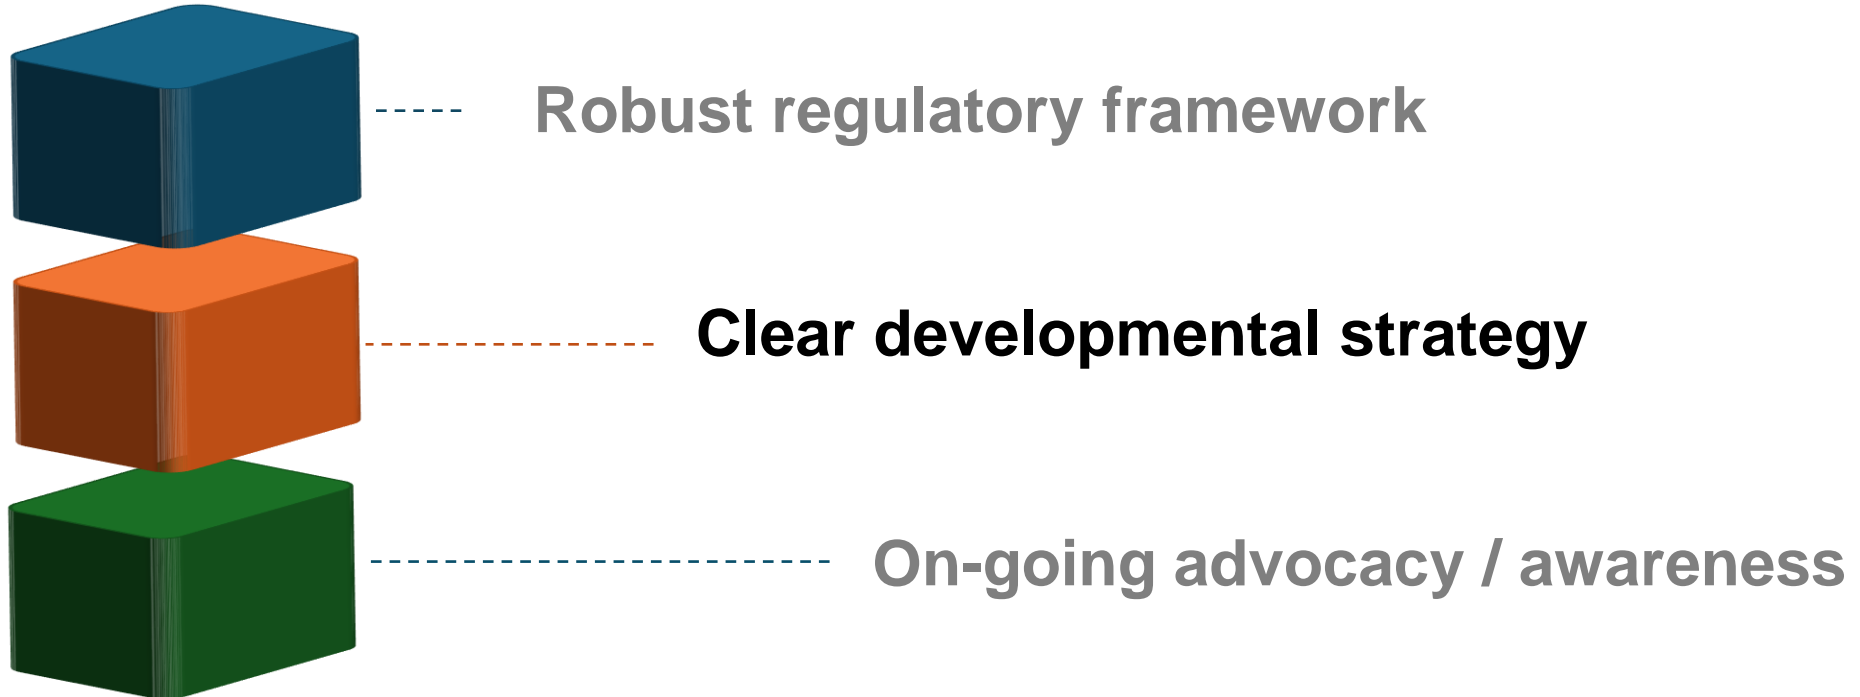 Robust regulatory framework
Clear developmental strategy
On-going advocacy / awareness